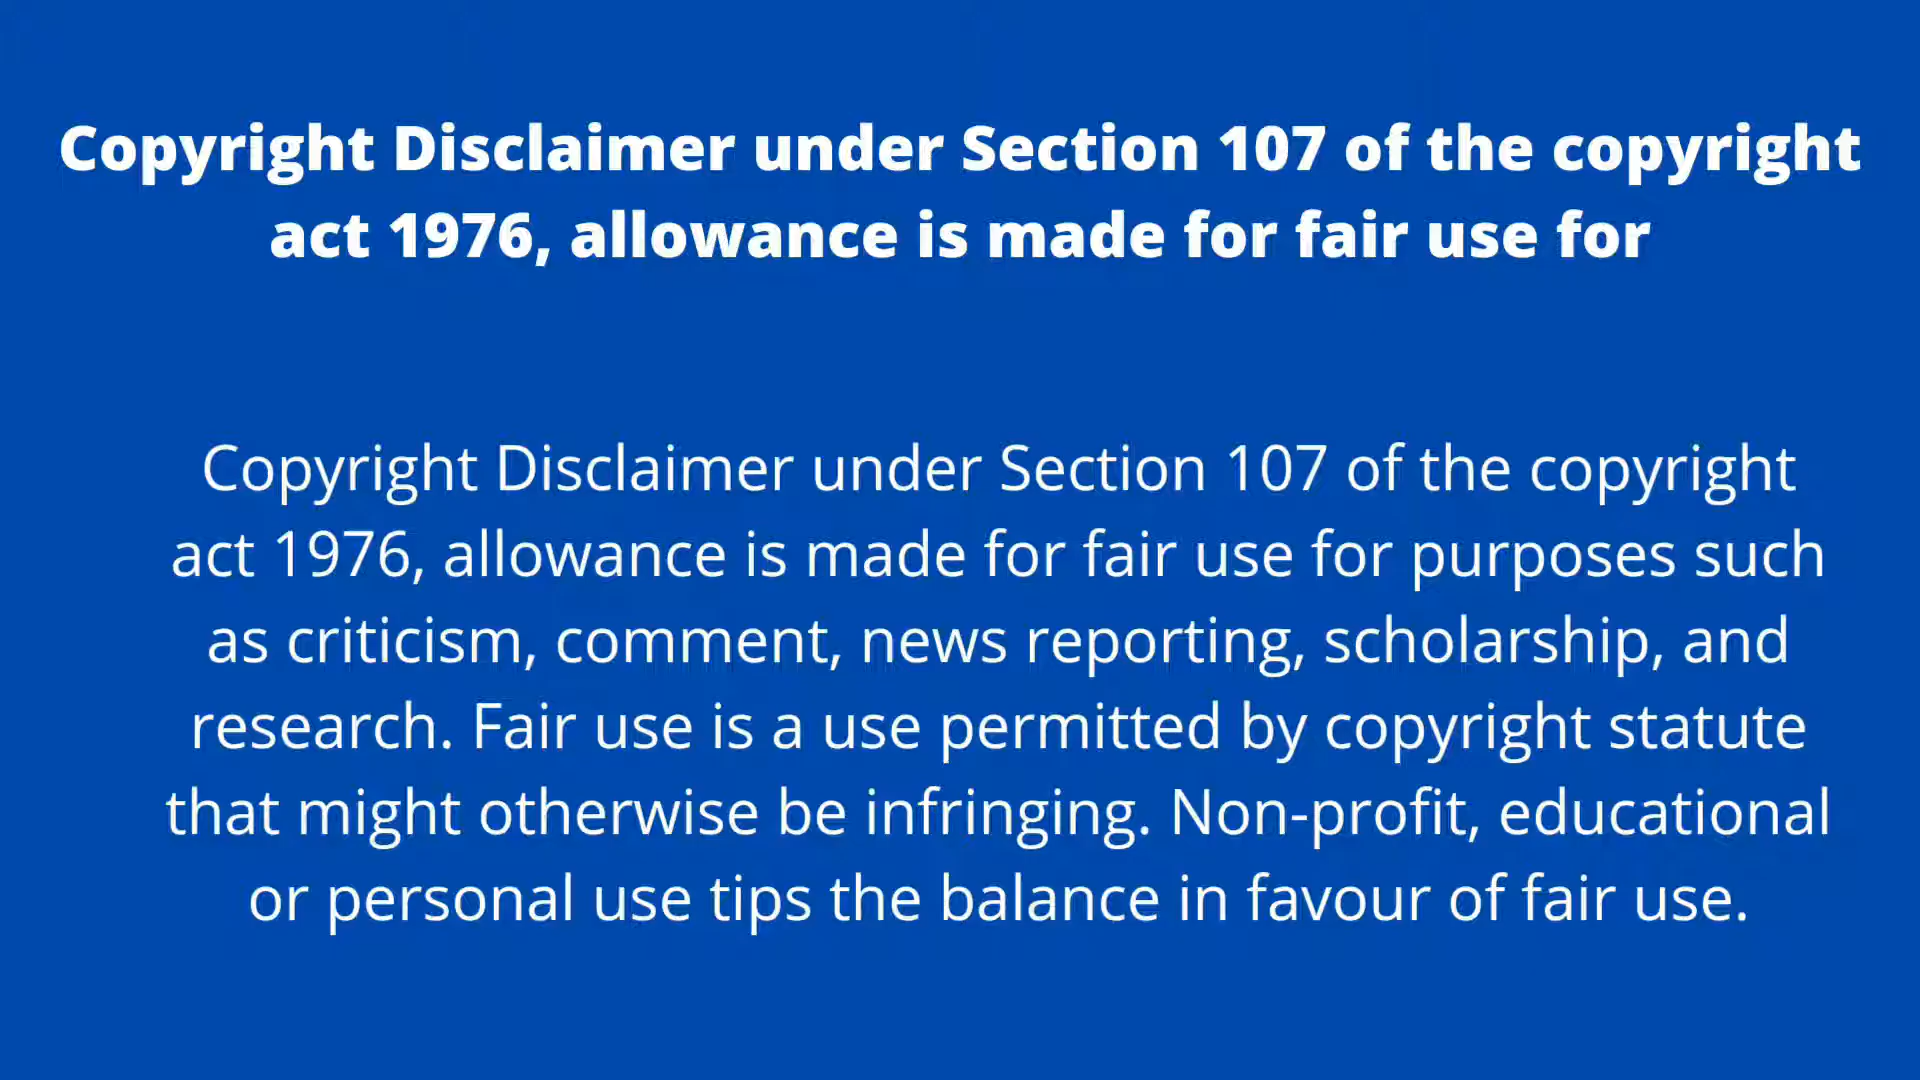 Copyright Disclaimer under Section 107 of the copyright
act 1976, allowance is made for fair use for
Copyright Disclaimer under Section 107 of the copyright
act 1976, allowance is made for fair use for purposes such
as criticism, comment, news reporting, scholarship, and
research. Fair use is a use permitted by copyright statute
that might otherwise be infringing. Non-profit, educational
or personal use tips the balance in favour of fair use.